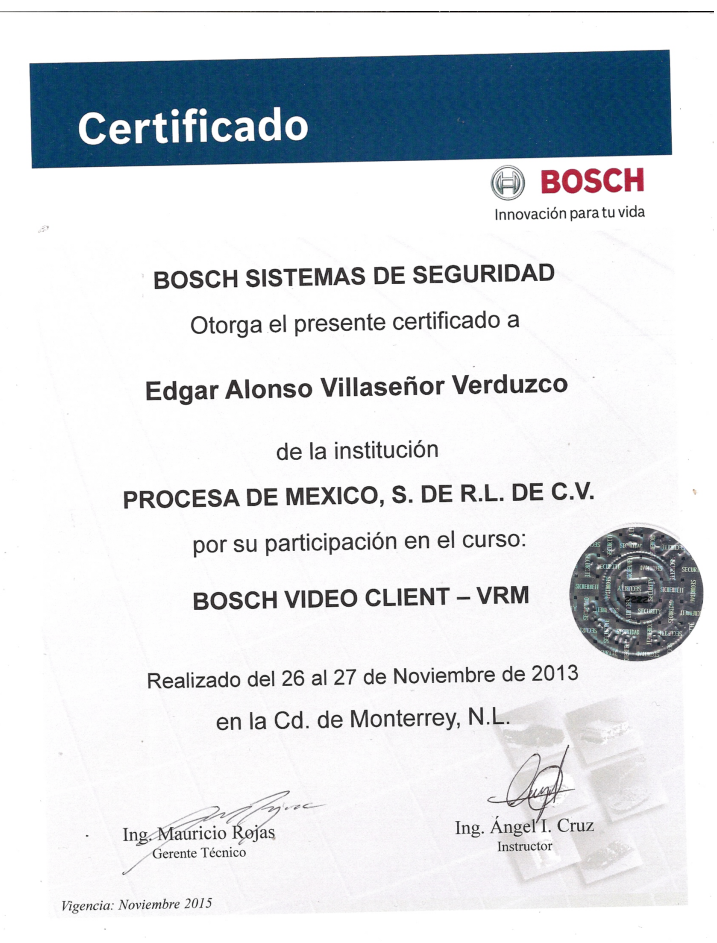 Certificado
BOSCH
Innovación para tu vida
BOSCH SISTEMAS DE SEGURIDAD
Otorga el presente certificado a
Edgar Alonso Villaseñor Verduzco
de la institución
PROCESA DE MEXICO, S. DE R.L. DE C.V.
por su participación en el curso:
BOSCH VIDEO CLIENT – VRM
Realizado del 26 al 27 de Noviembre de 2013
en la Cd. de Monterrey, N.L.
Ing. Mauricio Rojas
Gerente Técnico
Ing. Ángel I. Cruz
Instructor
Vigencia: Noviembre 2015